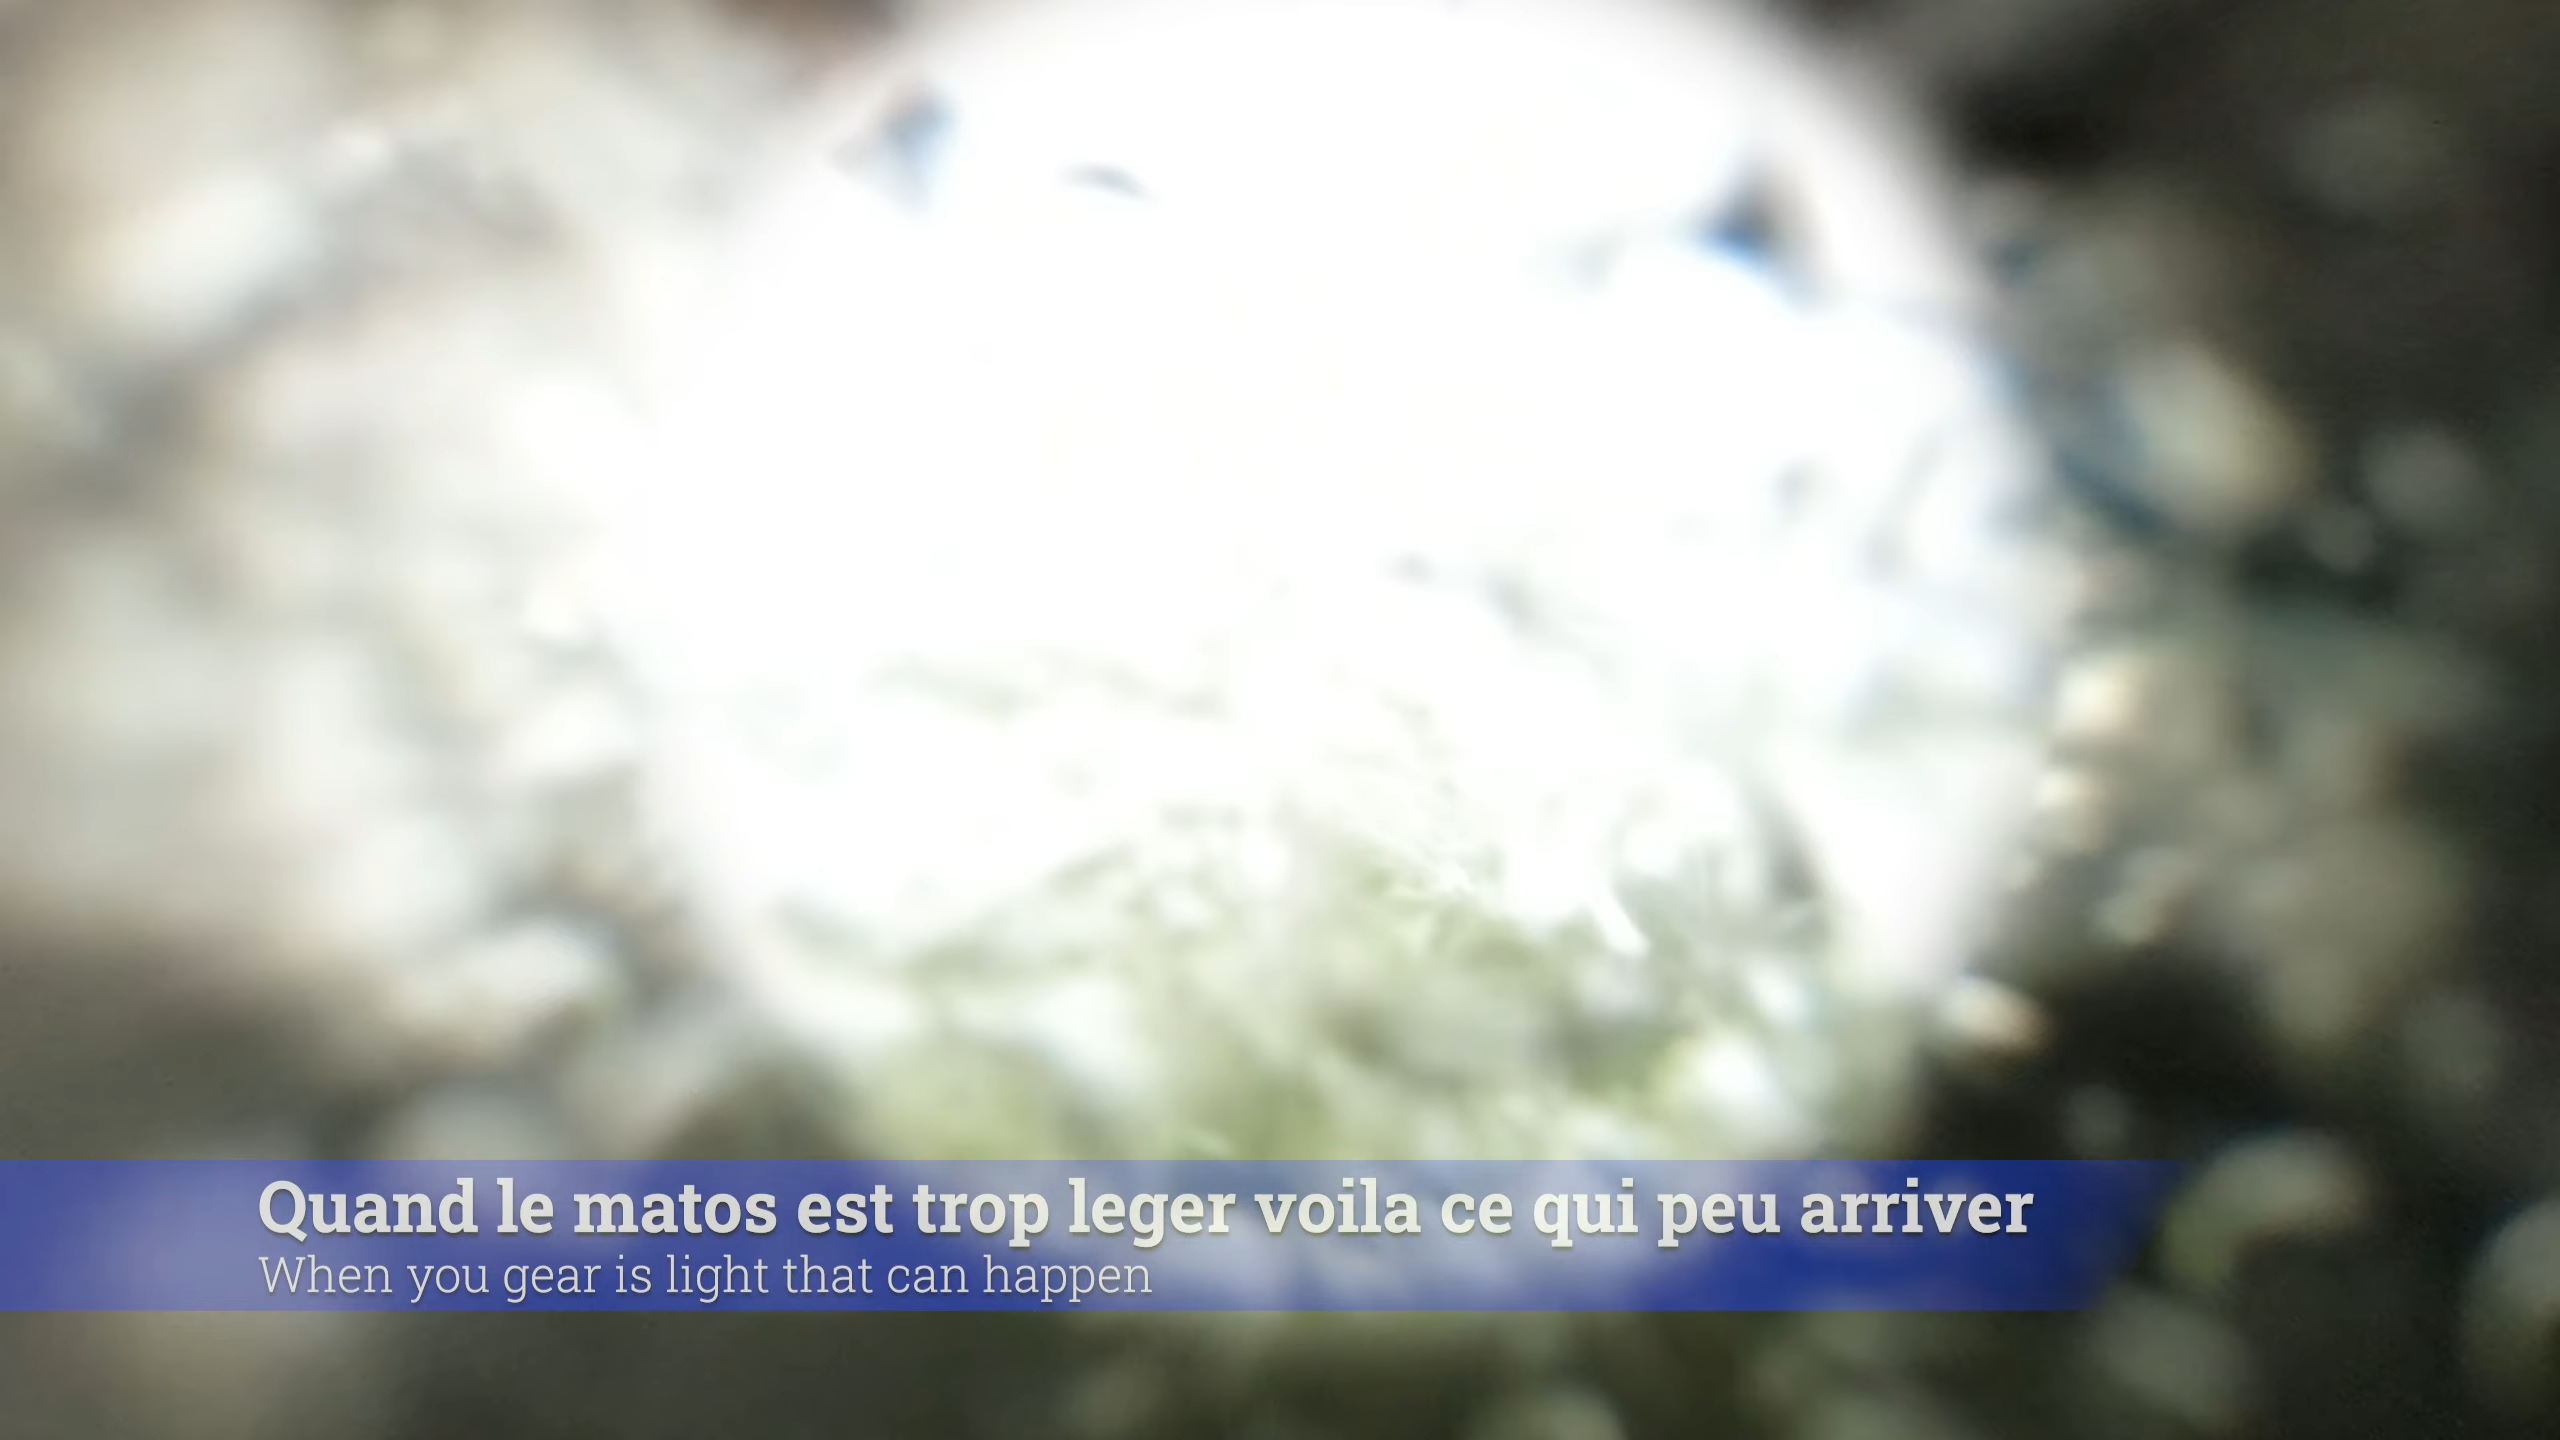 Quand le matos est trop leger voila ce qui peu arriver
When you gear is light that can happen